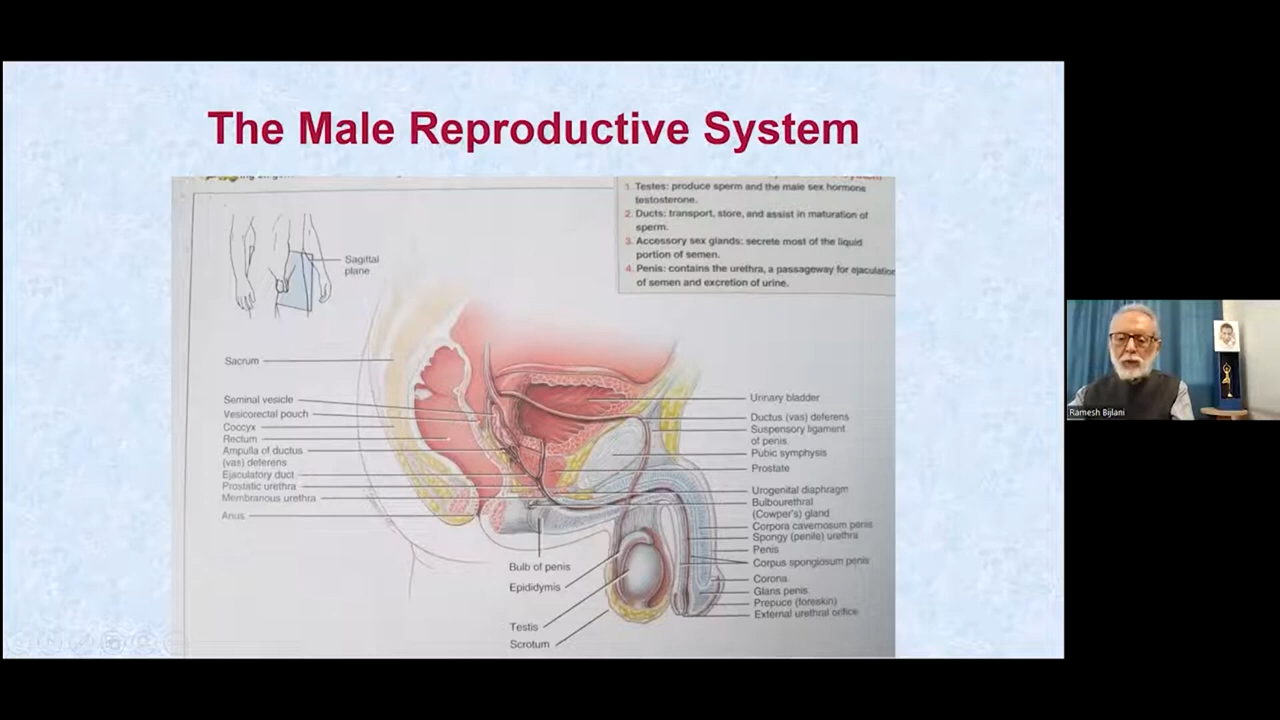 The Male Reproductive System
1 Testes: produce sperm and the male sex hormone
testosterone.
2. Ducts: transport, store, and assist in maturation of
sperm.
3. Accessory sex glands: secrete most of the liquid
portion of semen.
4. Penis: contains the urethra, a passageway for ejaculation
of semen and excretion of urine.
Sagittal
plane
Sacrum
Seminal vesicle
Vesicorectal pouch
Coccyx
Rectum
Ampulla of ductus
(vas) deferens
Ejaculatory duct
Prostatic urethra
Membranous urethra
Anus
Urinary bladder
Ductus (vas) deferens
Suspensory ligament
of penis
Pubic symphysis
Prostate
Urogenital diaphragm
Bulbourethral
(Cowper's) gland
Corpora cavernosum penis
Spongy (penile) urethra
Penis
Corpus spongiosum penis
Corona
Glans penis
Prepuce (foreskin)
External urethral orifice
Bulb of penis
Epididymis
Testis
Scrotum
Ramesh Bijlani